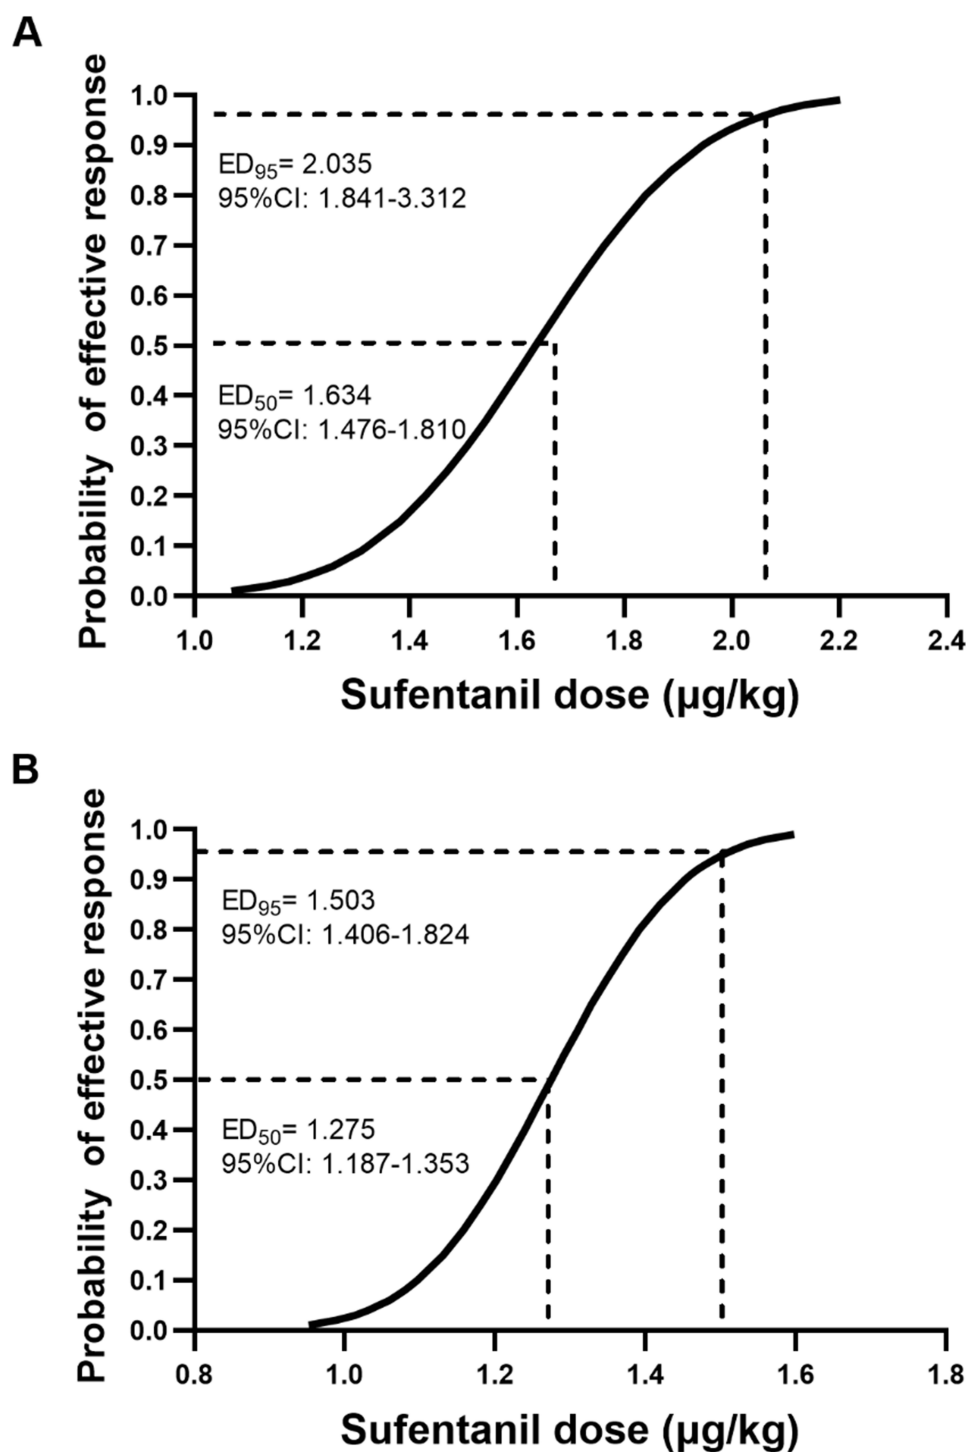 A
Probability of effective response
1.0
0.9
0.8
0.7
0.6
0.5
0.4
0.3
0.2
0.1
0.0
ED95= 2.035
95%CI: 1.841-3.312
ED50= 1.634
95%CI: 1.476-1.810
1.0 1.2 1.4 1.6 1.8 2.0 2.2 2.4
Sufentanil dose (µg/kg)
B
Probability of effective response
1.0
0.9
0.8
0.7
0.6
0.5
0.4
0.3
0.2
0.1
0.0
ED95= 1.503
95%CI: 1.406-1.824
ED50= 1.275
95%CI: 1.187-1.353
0.8 1.0 1.2 1.4 1.6 1.8
Sufentanil dose (µg/kg)